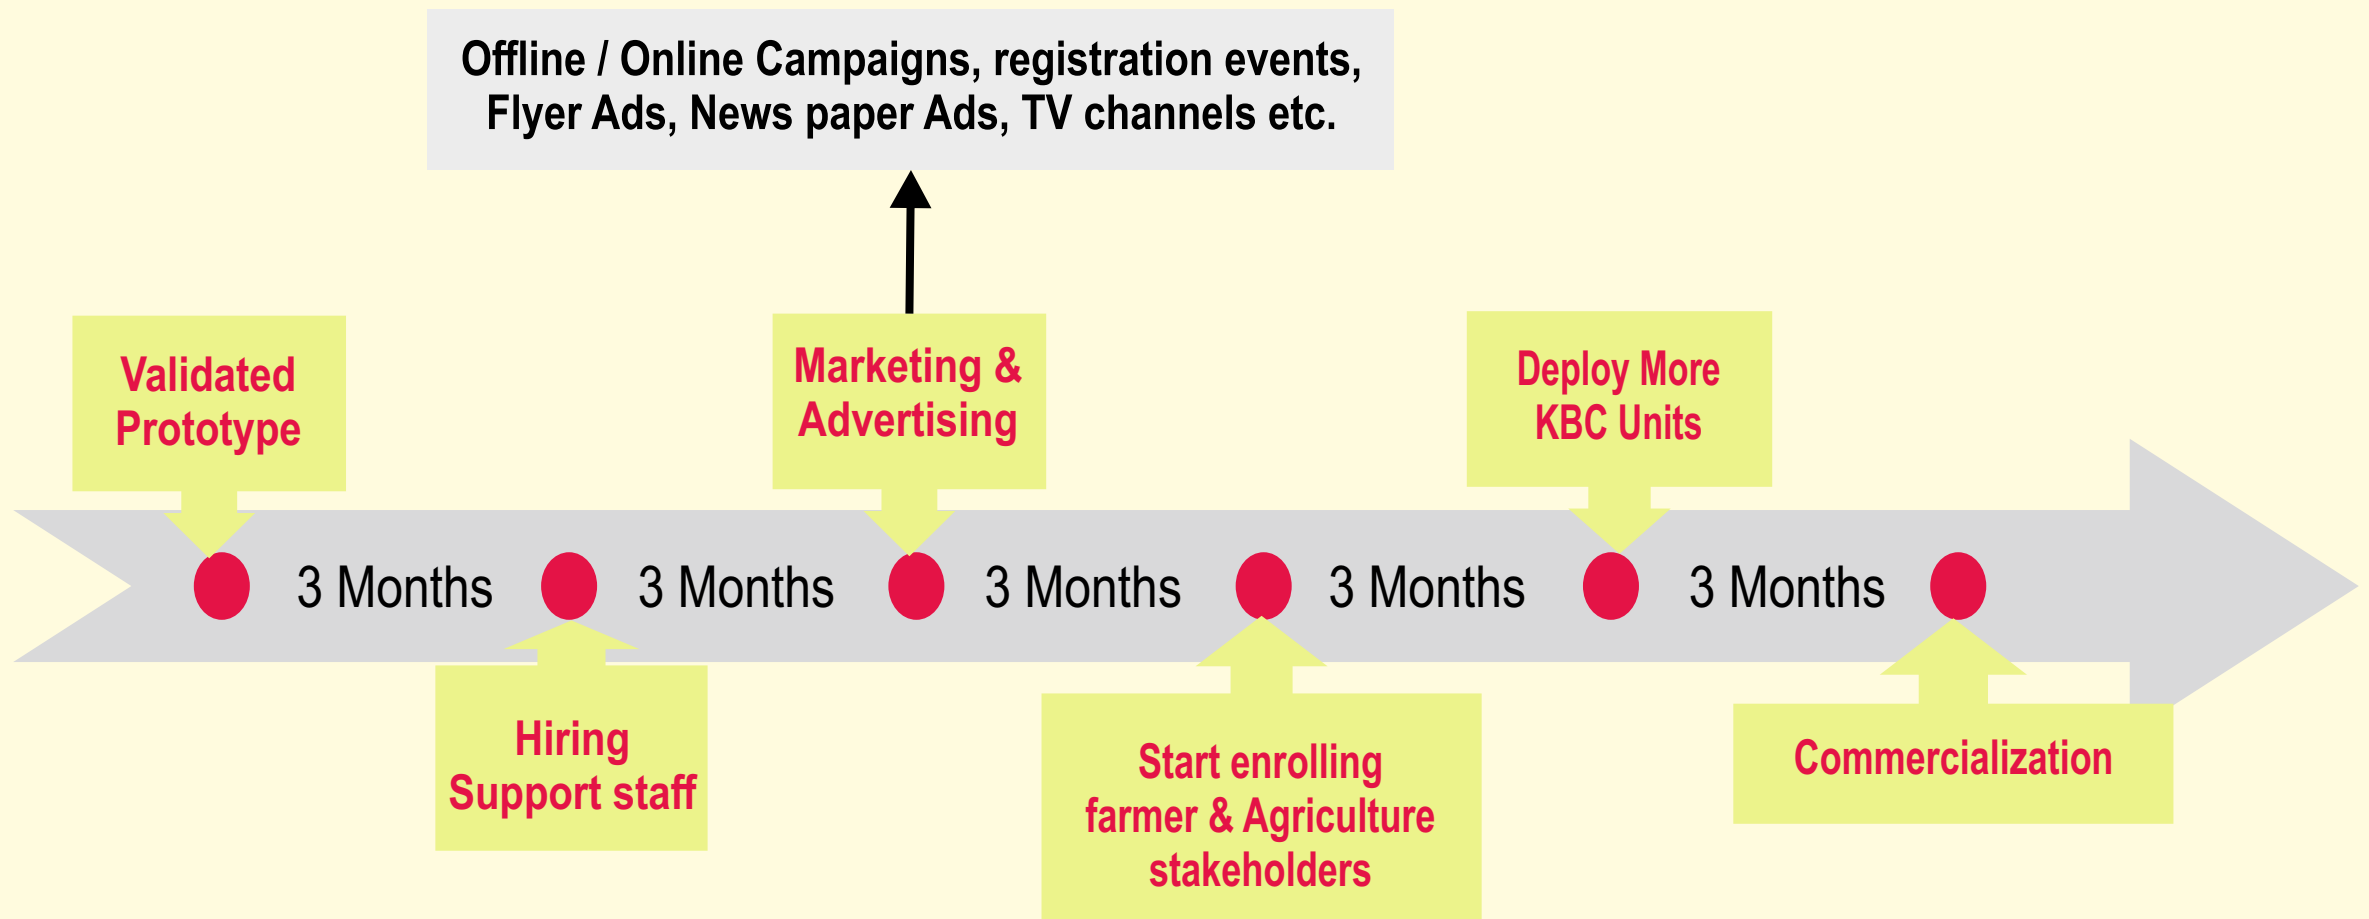 Offline / Online Campaigns, registration events,
Flyer Ads, News paper Ads, TV channels etc.
Validated
Prototype
Marketing &
Advertising
Deploy More
KBC Units
3 Months
3 Months
3 Months
3 Months
3 Months
Hiring
Support staff
Start enrolling
farmer & Agriculture
stakeholders
Commercialization